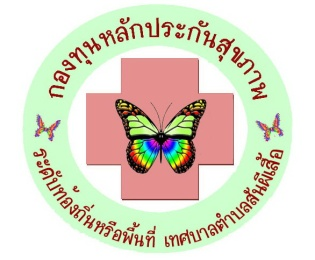 กองทุนหลักประกันสุขภาพ
ระดับท้องถิ่นหรือพื้นที่ เทศบาลตำบลสันผีเสื้อ